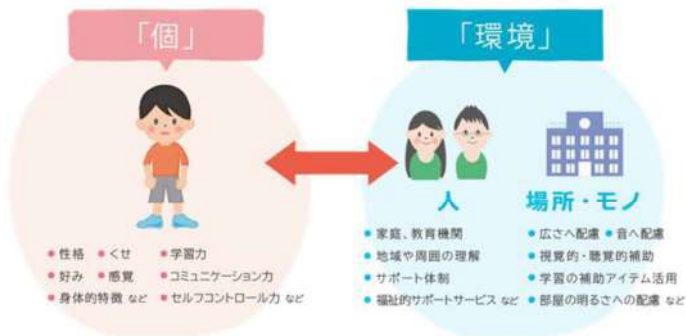 「個」
● 性格 ● くせ ● 学習力
● 好み ● 感覚 ● コミュニケーション力
● 身体的特徴 など ● セルフコントロール力 など
「環境」
人
● 家庭、教育機関
● 地域や周囲の理解
● サポート体制
● 福祉的サポートサービス など
場所・モノ
● 広さへ配慮 ● 音へ配慮
● 視覚的・聴覚的補助
● 学習の補助アイテム活用
● 部屋の明るさへの配慮 など